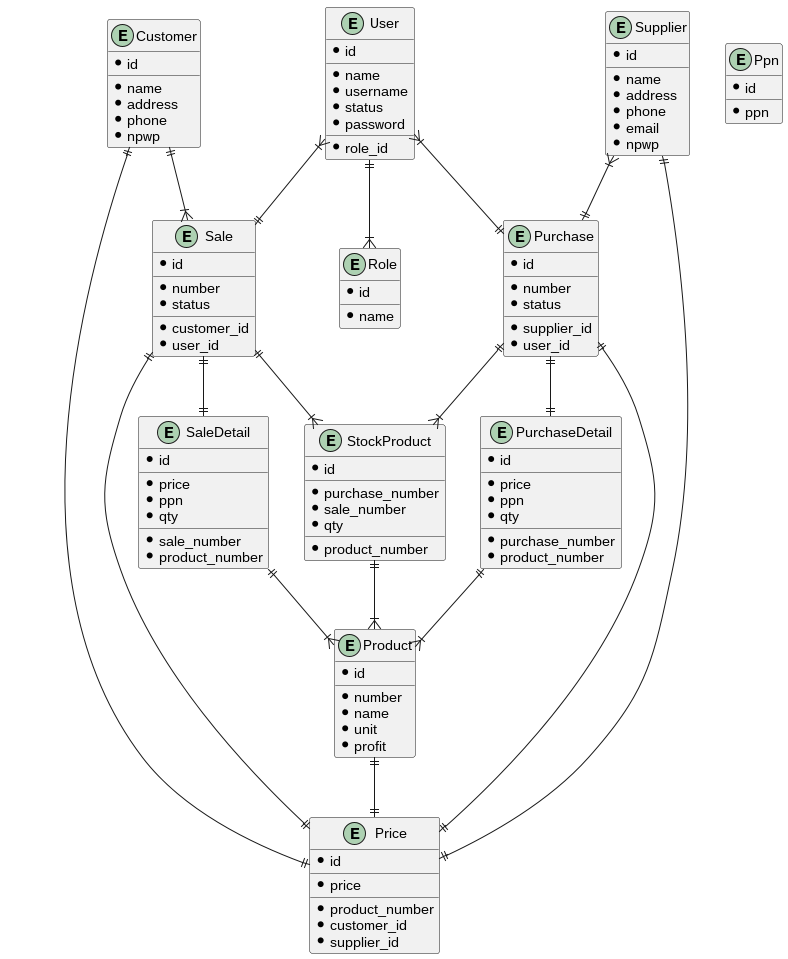 E Customer
id
name
address
phone
npwp
E User
id
name
username
status
password
role_id
E Supplier
id
name
address
phone
email
npwp
E Ppn
id
ppn
E Sale
id
number
status
customer_id
user_id
E Role
id
name
E Purchase
id
number
status
supplier_id
user_id
E SaleDetail
id
price
ppn
qty
sale_number
product_number
E StockProduct
id
purchase_number
sale_number
qty
product_number
E PurchaseDetail
id
price
ppn
qty
purchase_number
product_number
E Product
id
number
name
unit
profit
E Price
id
price
product_number
customer_id
supplier_id